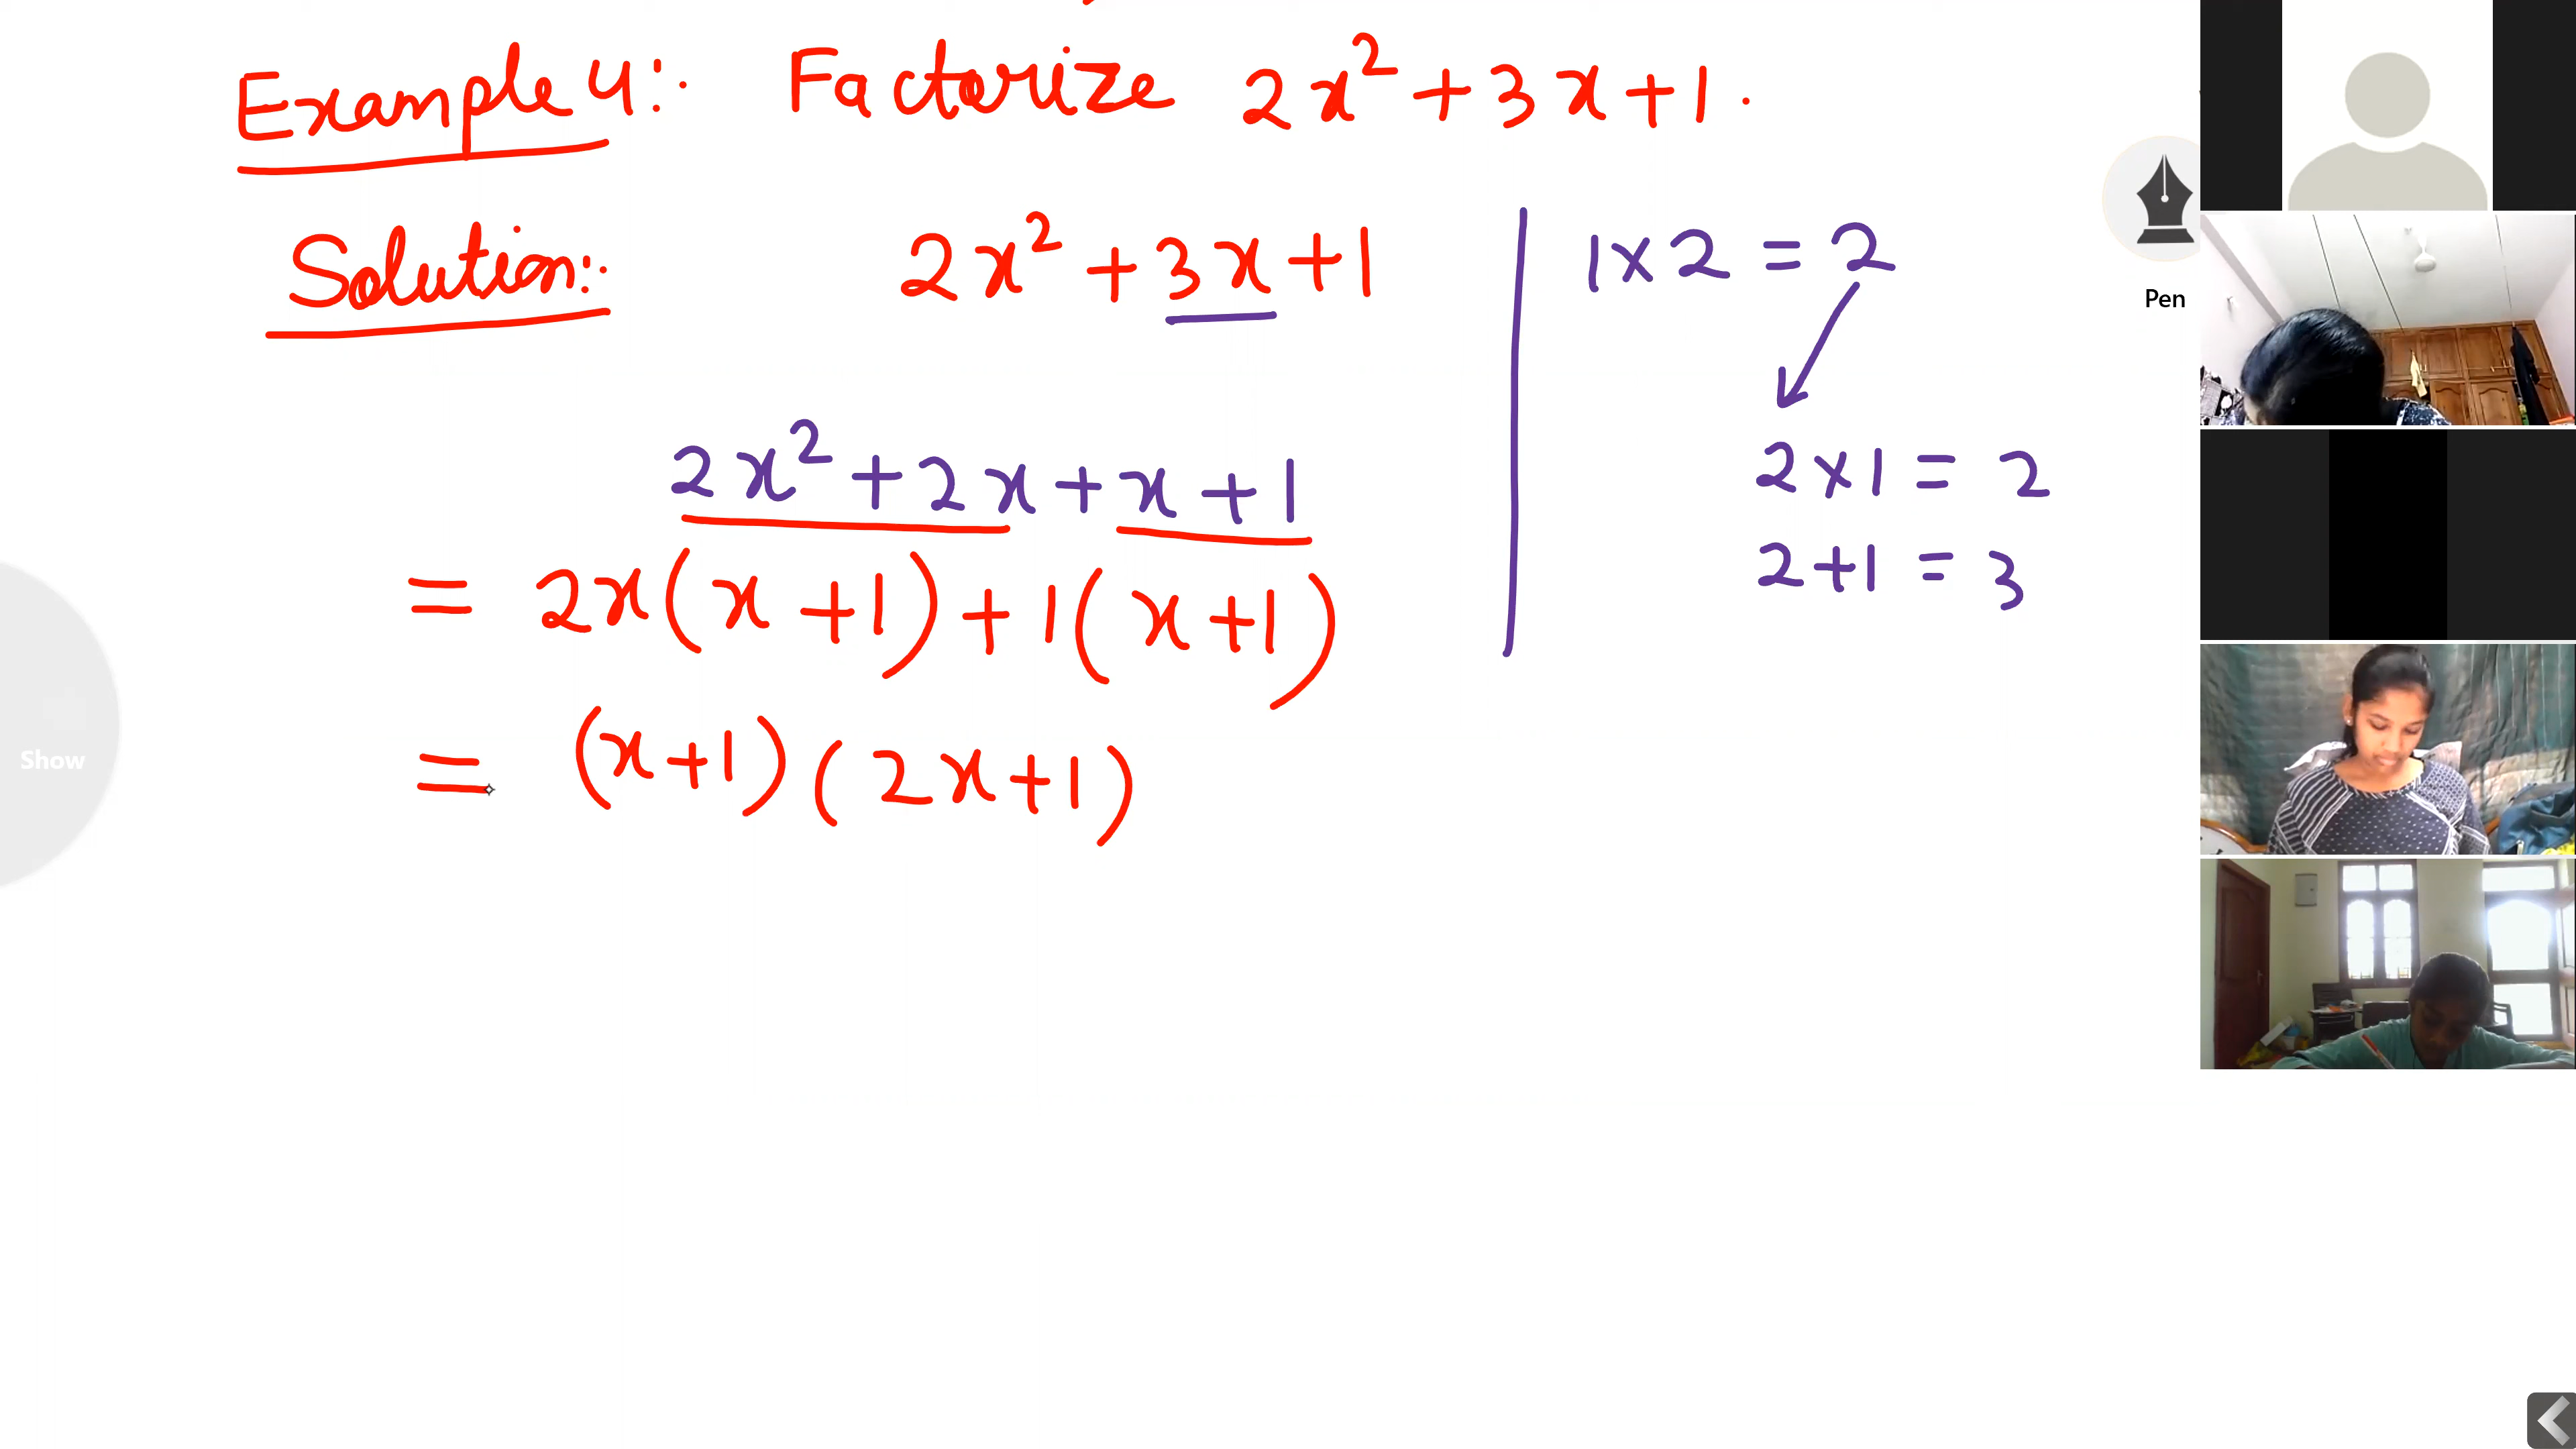 Example 4:- Factorize 2x² + 3x + 1.
Solution:- 2x² + 3x + 1
1 × 2 = 2
2x² + 2x + x + 1
2 × 1 = 2
= 2x(x + 1) + 1(x + 1)
2 + 1 = 3
= (x + 1)(2x + 1)
Pen
Show